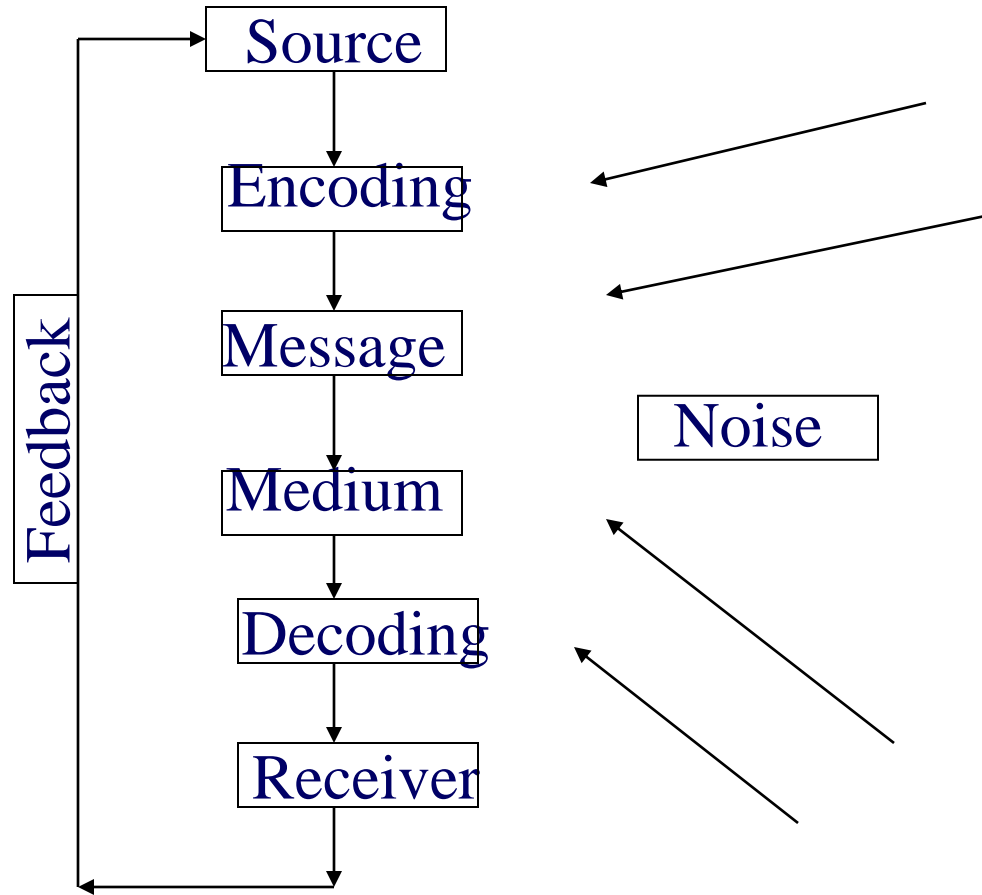 Source
Encoding
Message
Feedback
Noise
Medium
Decoding
Receiver